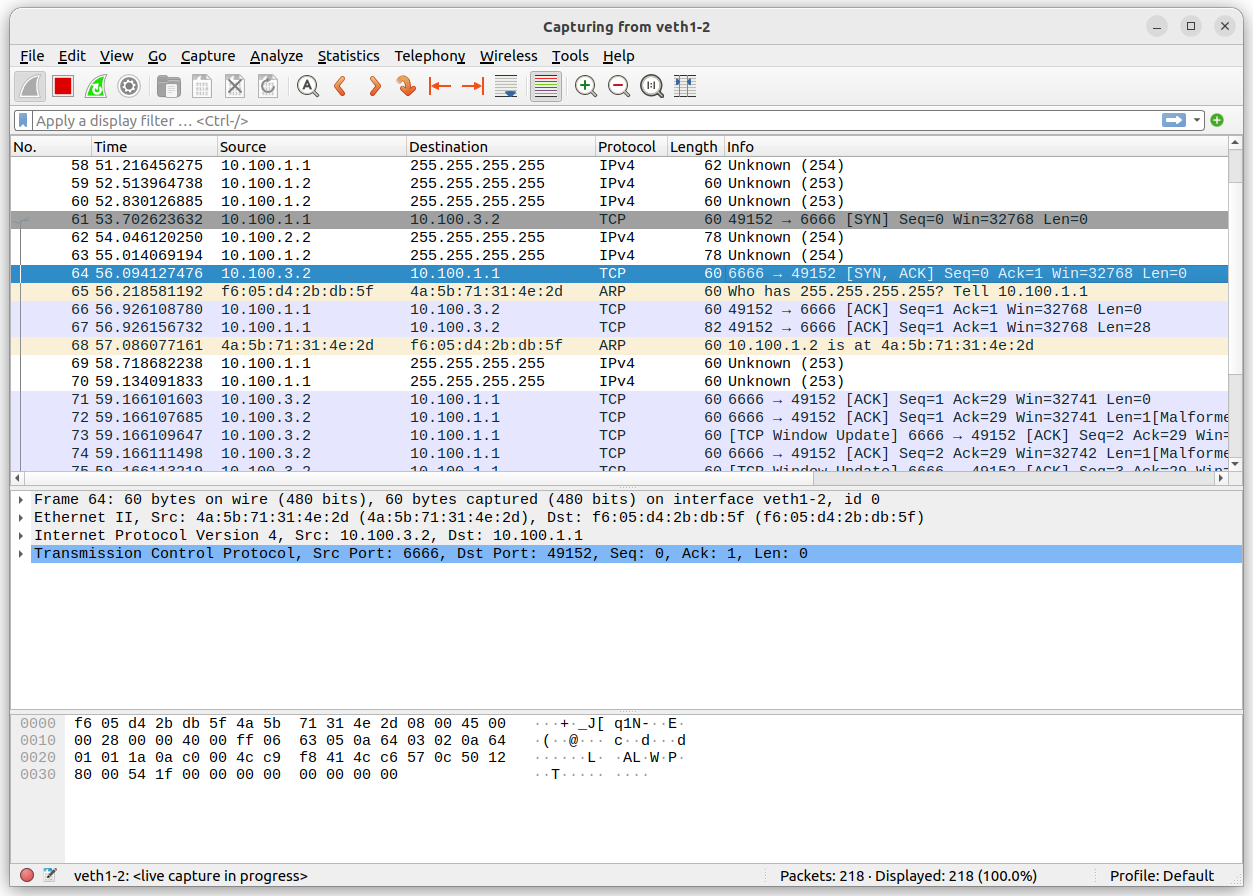 Capturing from veth1-2
File Edit View Go Capture Analyze Statistics Telephony Wireless Tools Help
Apply a display filter … <Ctrl-/>
No. Time Source Destination Protocol Length Info
58 51.216456275 10.100.1.1 255.255.255.255 IPv4 62 Unknown (254)
59 52.513964738 10.100.1.2 255.255.255.255 IPv4 60 Unknown (253)
60 52.830126885 10.100.1.2 255.255.255.255 IPv4 60 Unknown (253)
61 53.702623632 10.100.1.1 10.100.3.2 TCP 60 49152 → 6666 [SYN] Seq=0 Win=32768 Len=0
62 54.046120250 10.100.2.2 255.255.255.255 IPv4 78 Unknown (254)
63 55.014069194 10.100.1.2 255.255.255.255 IPv4 78 Unknown (254)
64 56.094127476 10.100.3.2 10.100.1.1 TCP 60 6666 → 49152 [SYN, ACK] Seq=0 Ack=1 Win=32768 Len=0
65 56.218581192 f6:05:d4:2b:db:5f 4a:5b:71:31:4e:2d ARP 60 Who has 255.255.255.255? Tell 10.100.1.1
66 56.926108780 10.100.1.1 10.100.3.2 TCP 60 49152 → 6666 [ACK] Seq=1 Ack=1 Win=32768 Len=0
67 56.926156732 10.100.1.1 10.100.3.2 TCP 82 49152 → 6666 [ACK] Seq=1 Ack=1 Win=32768 Len=28
68 57.086077161 4a:5b:71:31:4e:2d f6:05:d4:2b:db:5f ARP 60 10.100.1.2 is at 4a:5b:71:31:4e:2d
69 58.718682238 10.100.1.1 255.255.255.255 IPv4 60 Unknown (253)
70 59.134091833 10.100.1.1 255.255.255.255 IPv4 60 Unknown (253)
71 59.166101603 10.100.3.2 10.100.1.1 TCP 60 6666 → 49152 [ACK] Seq=1 Ack=29 Win=32741 Len=0
72 59.166107685 10.100.3.2 10.100.1.1 TCP 60 6666 → 49152 [ACK] Seq=1 Ack=29 Win=32741 Len=1[Malforme
73 59.166109647 10.100.3.2 10.100.1.1 TCP 60 [TCP Window Update] 6666 → 49152 [ACK] Seq=2 Ack=29 Win=
74 59.166111498 10.100.3.2 10.100.1.1 TCP 60 6666 → 49152 [ACK] Seq=2 Ack=29 Win=32742 Len=1[Malforme
75 59.166113219 10.100.3.2 10.100.1.1 TCP 60 [TCP Window Update] 6666 → 49152 [ACK] Seq=3 Ack=29 Win=
Frame 64: 60 bytes on wire (480 bits), 60 bytes captured (480 bits) on interface veth1-2, id 0
Ethernet II, Src: 4a:5b:71:31:4e:2d (4a:5b:71:31:4e:2d), Dst: f6:05:d4:2b:db:5f (f6:05:d4:2b:db:5f)
Internet Protocol Version 4, Src: 10.100.3.2, Dst: 10.100.1.1
Transmission Control Protocol, Src Port: 6666, Dst Port: 49152, Seq: 0, Ack: 1, Len: 0
0000 f6 05 d4 2b db 5f 4a 5b 71 31 4e 2d 08 00 45 00 ···+·_J[ q1N-··E·
0010 00 28 00 00 40 00 ff 06 63 05 0a 64 03 02 0a 64 ·(··@··· c··d···d
0020 01 01 1a 0a c0 00 4c c9 f8 41 4c c6 57 0c 50 12 ······L· ·AL·W·P·
0030 80 00 54 1f 00 00 00 00 00 00 00 00 ··T····· ····
veth1-2: <live capture in progress> Packets: 218 · Displayed: 218 (100.0%) Profile: Default